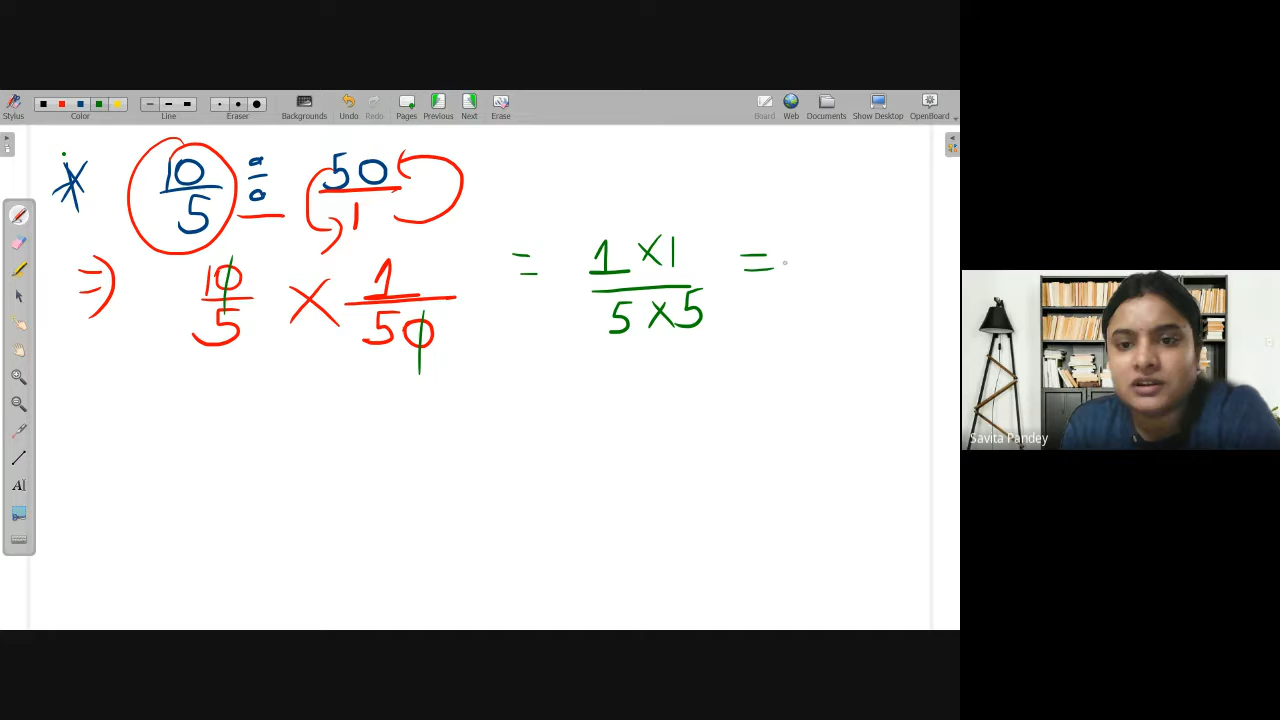 Stylus Color Line Eraser Backgrounds Undo Redo Pages Previous Next Erase Board Web Documents Show Desktop OpenBoard
* 10/5 ÷ 50/1
⇒ 10/5 × 1/50 = 1 × 1 / 5 × 5 =
Savita Pandey